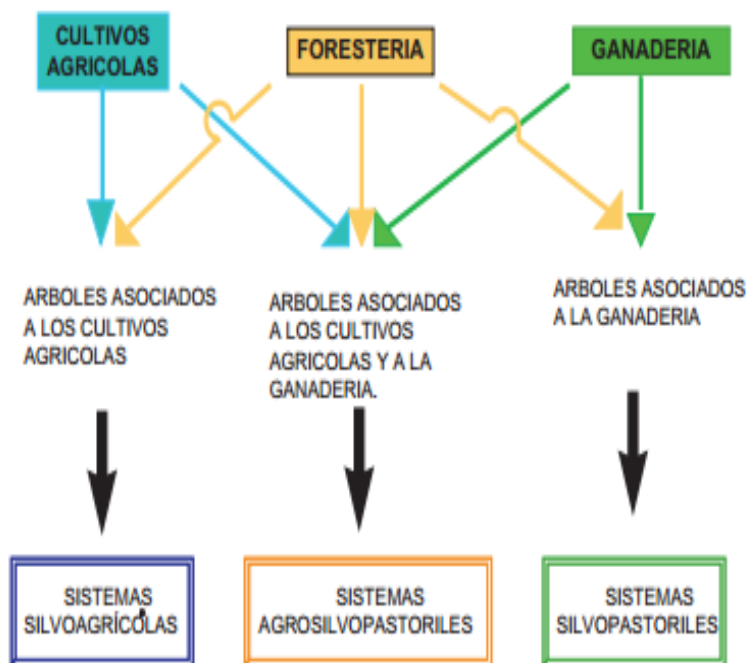 CULTIVOS
AGRICOLAS
FORESTERIA
GANADERIA
ARBOLES ASOCIADOS
A LOS CULTIVOS
AGRICOLAS
ARBOLES ASOCIADOS
A LOS CULTIVOS
AGRICOLAS Y A LA
GANADERIA.
ARBOLES ASOCIADOS
A LA GANADERIA
SISTEMAS
SILVOAGRÍCOLAS
SISTEMAS
AGROSILVOPASTORILES
SISTEMAS
SILVOPASTORILES